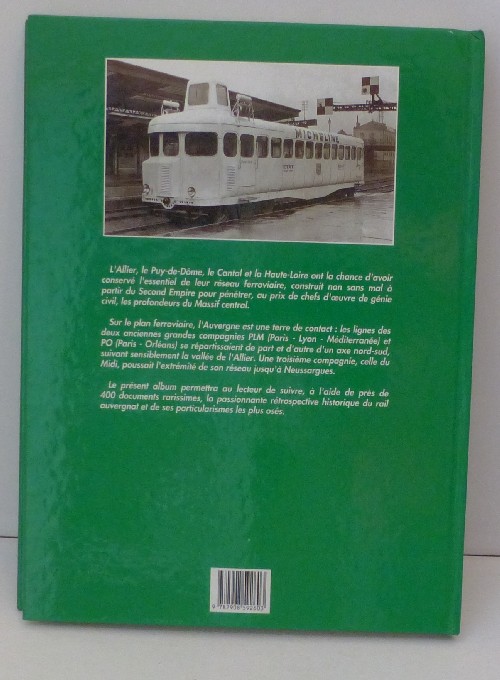 MICHELINE
L'Allier, le Puy-de-Dôme, le Cantal et la Haute-Loire ont la chance d'avoir
conservé l'essentiel de leur réseau ferroviaire, construit non sans mal à
partir du Second Empire pour pénétrer, au prix de chefs d'œuvre de génie
civil, les profondeurs du Massif central.
Sur le plan ferroviaire, l'Auvergne est une terre de contact : les lignes des
deux anciennes grandes compagnies PLM (Paris - Lyon - Méditerranée) et
PO (Paris - Orléans) se répartissaient de part et d'autre d'un axe nord-sud,
suivant sensiblement la vallée de l'Allier. Une troisième compagnie, celle du
Midi, poussait l'extrémité de son réseau jusqu'à Neussargues.
Le présent album permettra au lecteur de suivre, à l'aide de près de
400 documents rarissimes, la passionnante rétrospective historique du rail
auvergnat et de ses particularismes les plus osés.